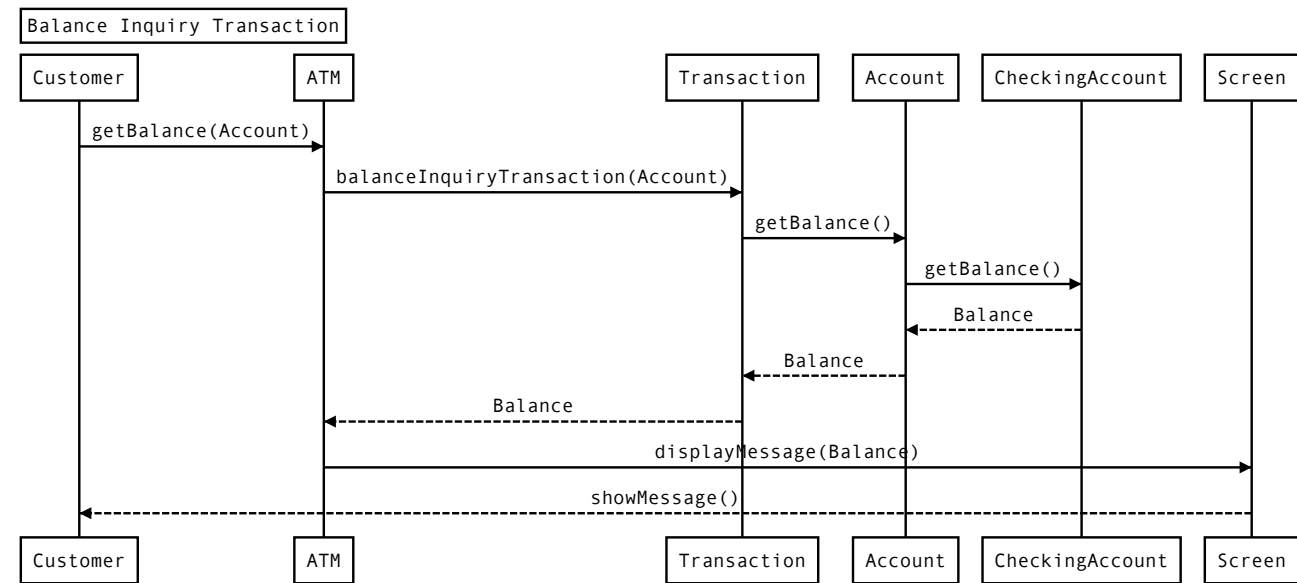 Balance Inquiry Transaction
Customer ATM Transaction Account CheckingAccount Screen
getBalance(Account)
balanceInquiryTransaction(Account)
getBalance()
getBalance()
Balance
Balance
Balance
displayMessage(Balance)
showMessage()
Customer ATM Transaction Account CheckingAccount Screen